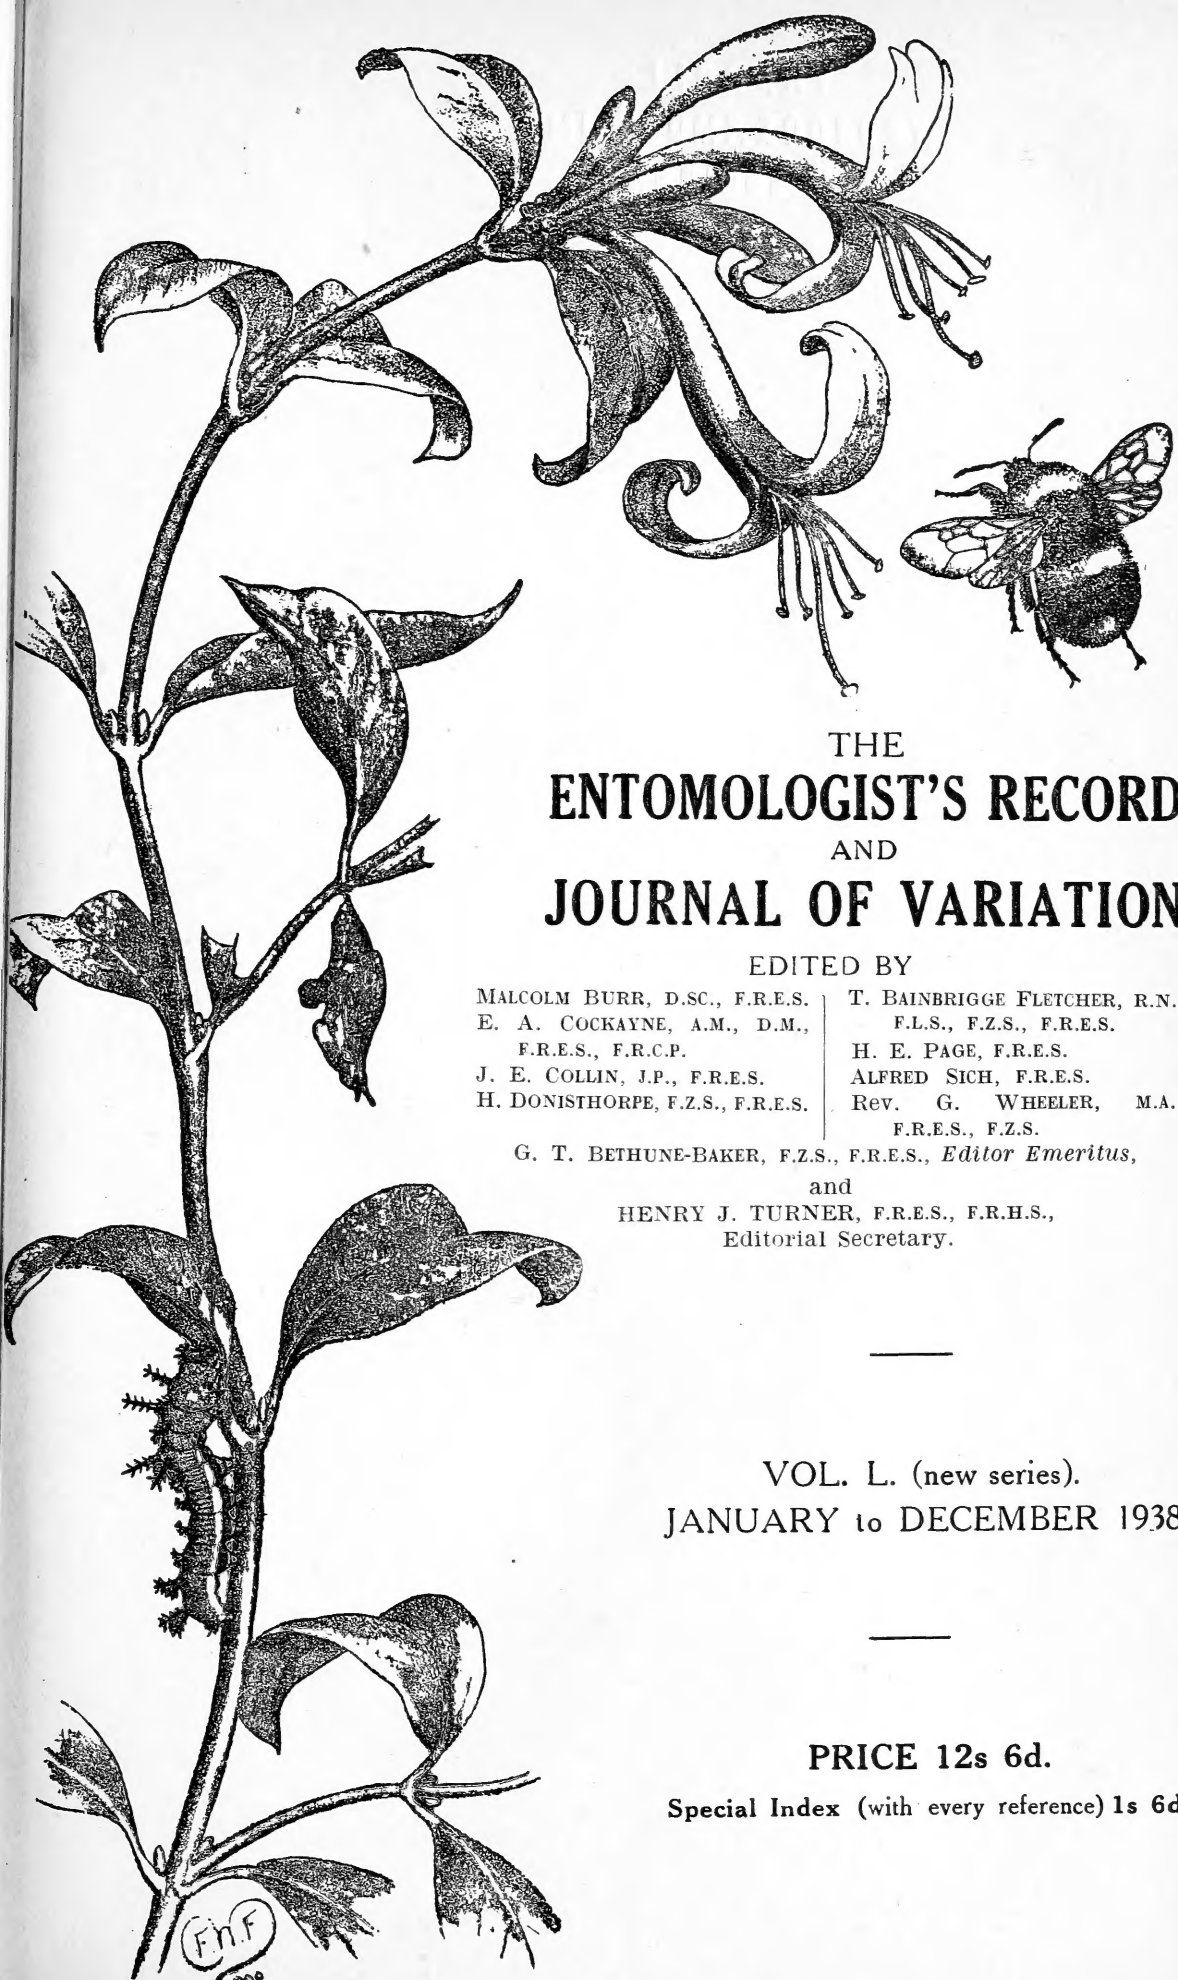 THE
ENTOMOLOGIST'S RECORD
AND
JOURNAL OF VARIATION
EDITED BY
MALCOLM BURR, D.SC., F.R.E.S.
E. A. COCKAYNE, A.M., D.M.,
F.R.E.S., F.R.C.P.
J. E. COLLIN, J.P., F.R.E.S.
H. DONISTHORPE, F.Z.S., F.R.E.S.
T. BAINBRIGGE FLETCHER, R.N.
F.L.S., F.Z.S., F.R.E.S.
H. E. PAGE, F.R.E.S.
ALFRED SICH, F.R.E.S.
Rev. G. WHEELER, M.A.
F.R.E.S., F.Z.S.
G. T. BETHUNE-BAKER, F.Z.S., F.R.E.S., Editor Emeritus,
and
HENRY J. TURNER, F.R.E.S., F.R.H.S.,
Editorial Secretary.
VOL. L. (new series).
JANUARY to DECEMBER 1938
PRICE 12s 6d.
Special Index (with every reference) 1s 6d
F.n.F